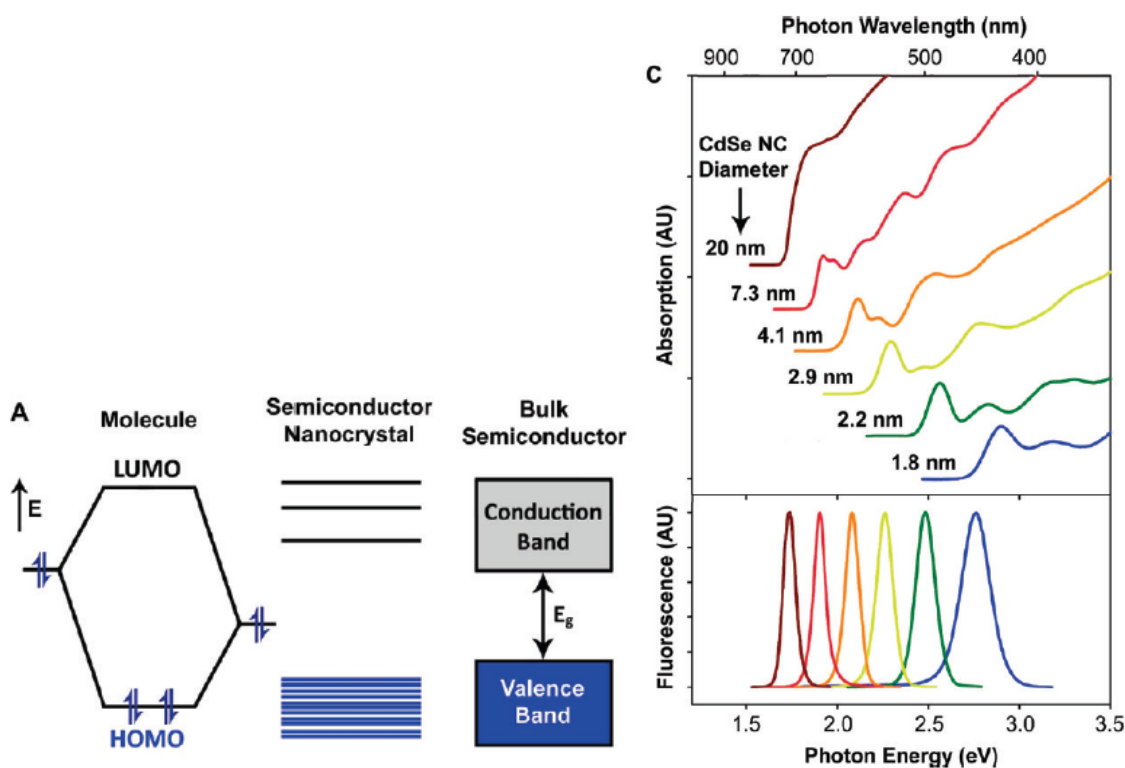 A
Molecule
LUMO
E
HOMO
Semiconductor
Nanocrystal
Bulk
Semiconductor
Conduction
Band
Eg
Valence
Band
C
Photon Wavelength (nm)
900 700 500 400
CdSe NC
Diameter
20 nm
7.3 nm
4.1 nm
2.9 nm
2.2 nm
1.8 nm
Absorption (AU)
Fluorescence (AU)
1.5 2.0 2.5 3.0 3.5
Photon Energy (eV)